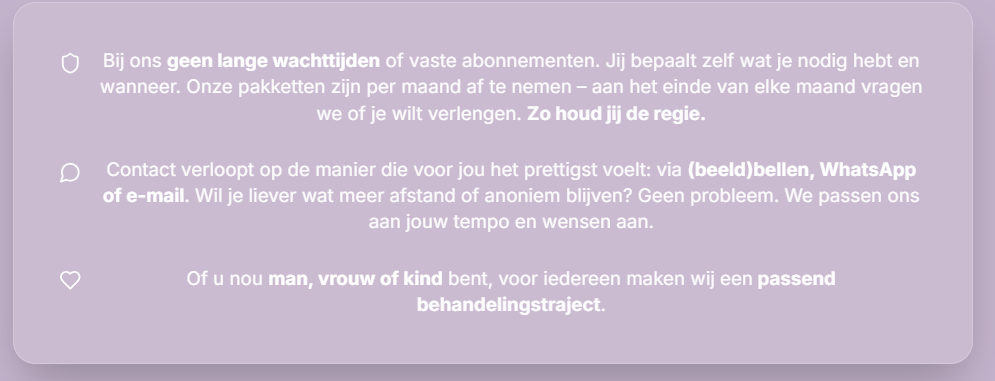 Bij ons geen lange wachttijden of vaste abonnementen. Jij bepaalt zelf wat je nodig hebt en
wanneer. Onze pakketten zijn per maand af te nemen – aan het einde van elke maand vragen
we of je wilt verlengen. Zo houd jij de regie.
Contact verloopt op de manier die voor jou het prettigst voelt: via (beeld)bellen, WhatsApp
of e-mail. Wil je liever wat meer afstand of anoniem blijven? Geen probleem. We passen ons
aan jouw tempo en wensen aan.
Of u nou man, vrouw of kind bent, voor iedereen maken wij een passend
behandelingstraject.